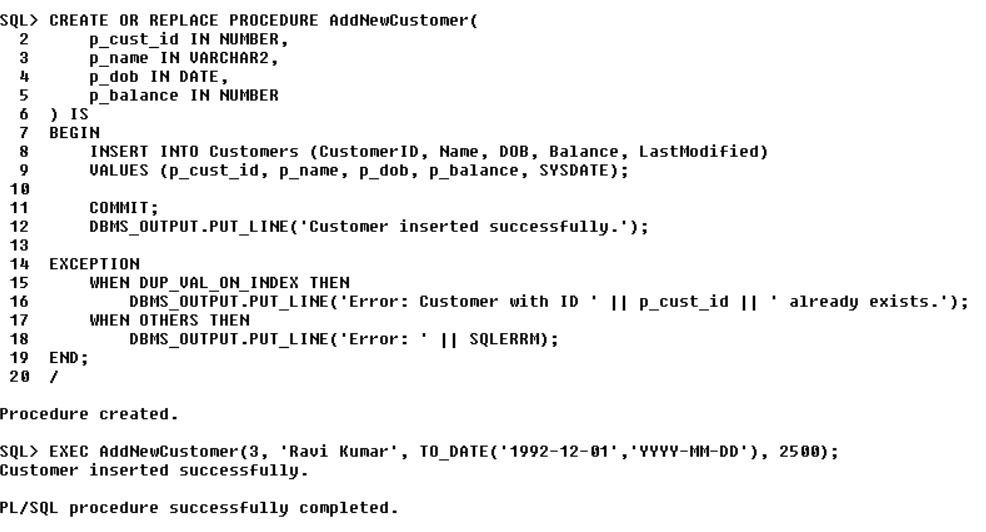 SQL> CREATE OR REPLACE PROCEDURE AddNewCustomer(
  2      p_cust_id IN NUMBER,
  3      p_name IN VARCHAR2,
  4      p_dob IN DATE,
  5      p_balance IN NUMBER
  6  ) IS
  7  BEGIN
  8      INSERT INTO Customers (CustomerID, Name, DOB, Balance, LastModified)
  9      VALUES (p_cust_id, p_name, p_dob, p_balance, SYSDATE);
 10
 11      COMMIT;
 12      DBMS_OUTPUT.PUT_LINE('Customer inserted successfully.');
 13
 14  EXCEPTION
 15      WHEN DUP_VAL_ON_INDEX THEN
 16          DBMS_OUTPUT.PUT_LINE('Error: Customer with ID ' || p_cust_id || ' already exists.');
 17      WHEN OTHERS THEN
 18          DBMS_OUTPUT.PUT_LINE('Error: ' || SQLERRM);
 19  END;
 20  /

Procedure created.

SQL> EXEC AddNewCustomer(3, 'Ravi Kumar', TO_DATE('1992-12-01','YYYY-MM-DD'), 2500);
Customer inserted successfully.

PL/SQL procedure successfully completed.